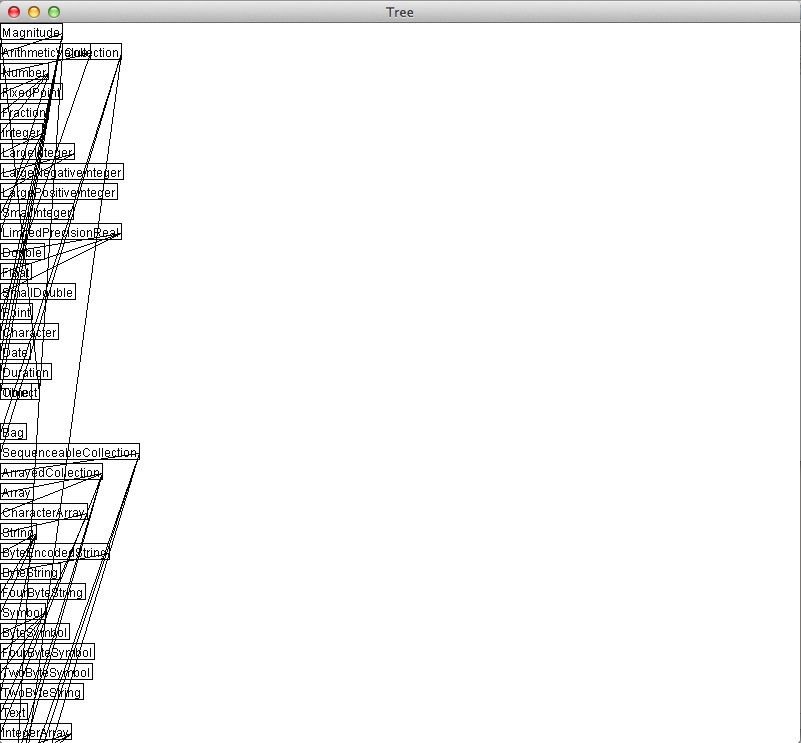 Tree
Magnitude
ArithmeticValue Collection
Number
FixedPoint
Fraction
Integer
LargeInteger
LargeNegativeInteger
LargePositiveInteger
SmallInteger
LimitedPrecisionReal
Double
Float
SmallDouble
Point
Character
Date
Duration
Object
Bag
SequenceableCollection
ArrayedCollection
Array
CharacterArray
String
ByteEncodedString
ByteString
FourByteString
Symbol
ByteSymbol
FourByteSymbol
TwoByteSymbol
TwoByteString
Text
IntegerArray